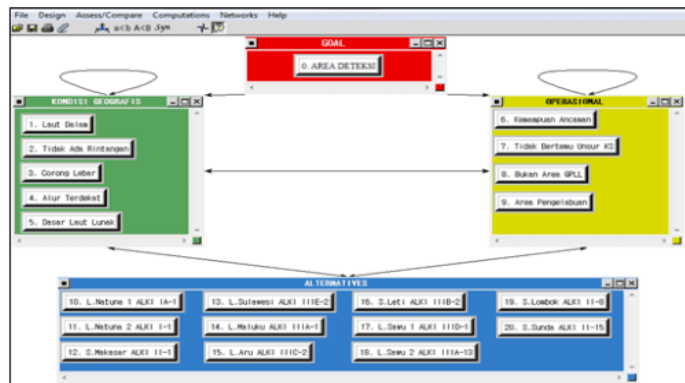 File Design Assess/Compare Computations Networks Help
a<b A<B Syn
GOAL
0. AREA DETEKSI
KONDISI GEOGRAFIS
1. Laut Dalam
2. Tidak Ada Rintangan
3. Corong Lebar
4. Alur Terdekat
5. Dasar Laut Lunak
OPERASIONAL
6. Kemampuan Ancaman
7. Tidak Bertemu Unsur KS
8. Bukan Area GPLL
9. Area Pengelabuan
ALTERNATIVES
10. L.Natuna 1 ALKI IA-1
13. L.Sulawesi ALKI IIIE-2
16. S.Leti ALKI IIIB-2
19. S.Lombok ALKI II-8
11. L.Natuna 2 ALKI I-1
14. L.Maluku ALKI IIIA-1
17. L.Sawu 1 ALKI IIID-1
20. S.Sunda ALKI II-15
12. S.Makasar ALKI II-1
15. L.Aru ALKI IIIC-2
18. L.Sawu 2 ALKI IIIA-13